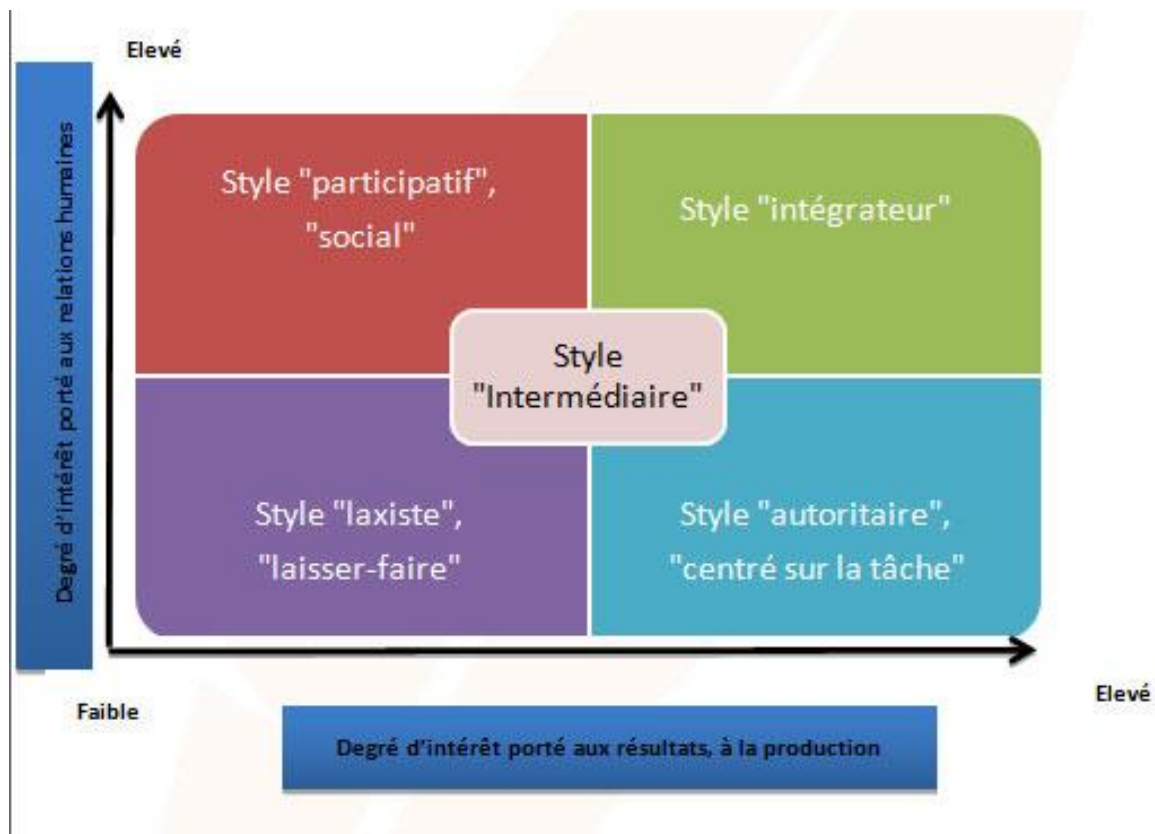 Elevé
Degré d'intérêt porté aux relations humaines
Style "participatif",
"social"
Style "intégrateur"
Style
"Intermédiaire"
Style "laxiste",
"laisser-faire"
Style "autoritaire",
"centré sur la tâche"
Faible
Elevé
Degré d'intérêt porté aux résultats, à la production